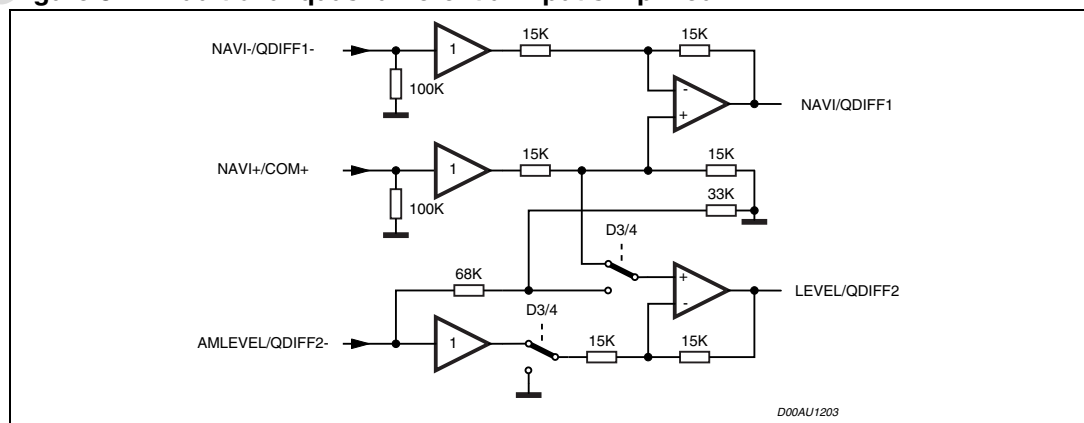 NAVI-/QDIFF1-
1
15K
15K
100K
-
+
NAVI/QDIFF1
NAVI+/COM+
1
15K
15K
100K
33K
D3/4
68K
+
-
LEVEL/QDIFF2
D3/4
AMLEVEL/QDIFF2-
1
15K
15K
D00AU1203